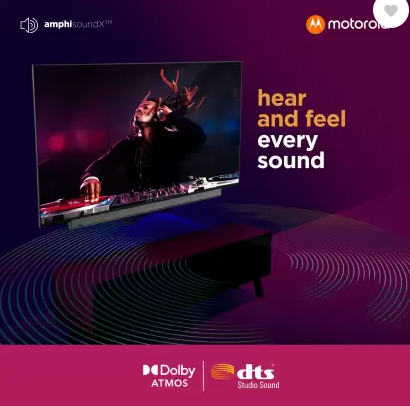 amphisoundX™
motorola
hear
and feel
every
sound
Dolby
ATMOS
dts
Studio Sound